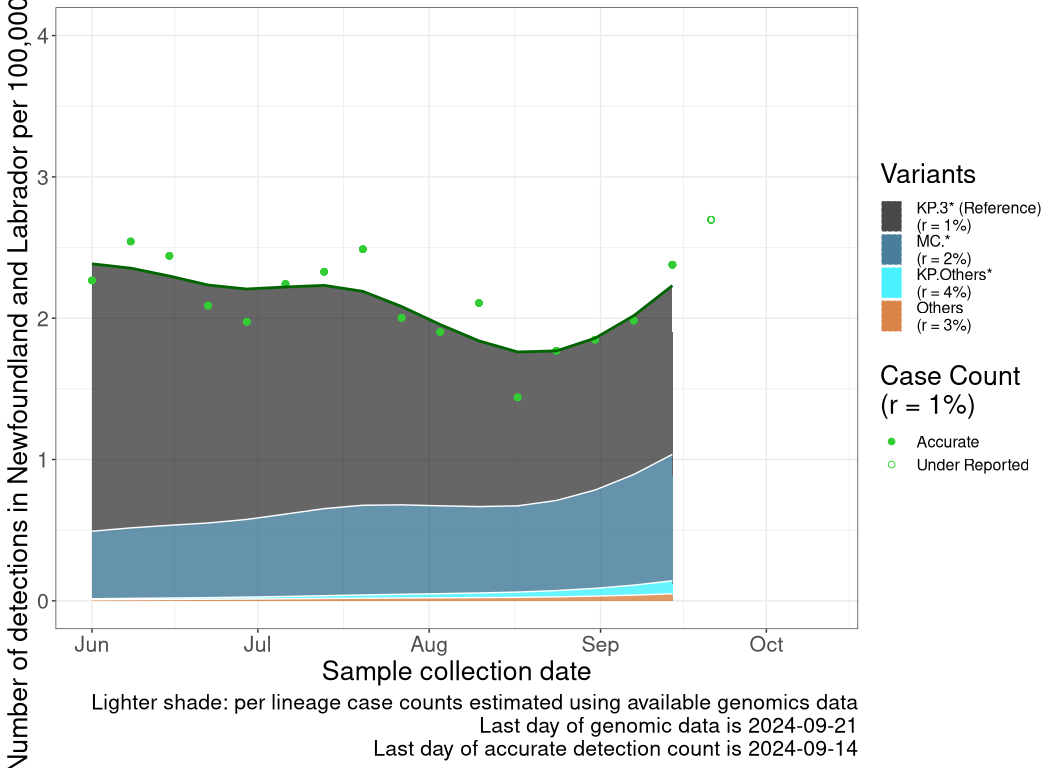 Number of detections in Newfoundland and Labrador per 100,000
4
3
2
1
0
Jun
Jul
Aug
Sep
Oct
Sample collection date
Lighter shade: per lineage case counts estimated using available genomics data
Last day of genomic data is 2024-09-21
Last day of accurate detection count is 2024-09-14
Variants
KP.3* (Reference)
(r = 1%)
MC.*
(r = 2%)
KP.Others*
(r = 4%)
Others
(r = 3%)
Case Count
(r = 1%)
Accurate
Under Reported